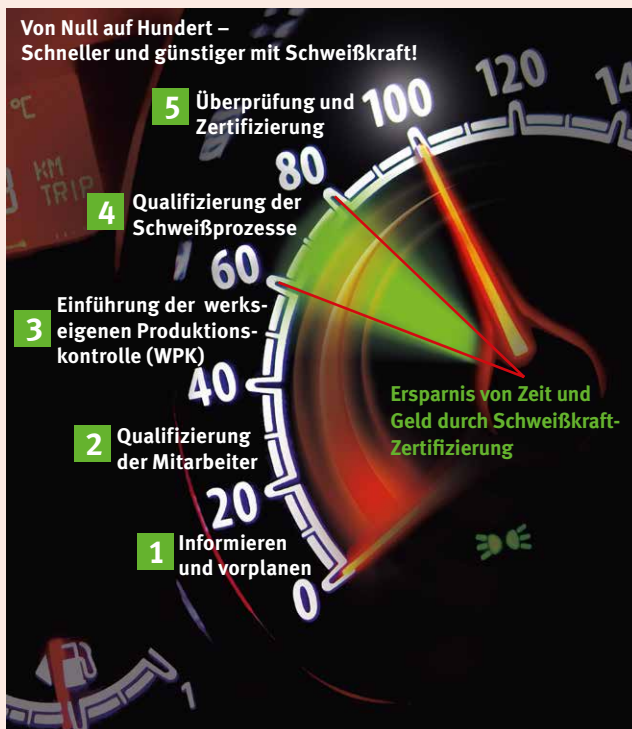 Von Null auf Hundert –
Schneller und günstiger mit Schweißkraft!
°C
KM
TRIP
140
120
100
5 Überprüfung und
Zertifizierung
80
4 Qualifizierung der
Schweißprozesse
60
3 Einführung der werks-
eigenen Produktions-
kontrolle (WPK)
40
Ersparnis von Zeit und
Geld durch Schweißkraft-
Zertifizierung
2 Qualifizierung
der Mitarbeiter
20
1 Informieren
und vorplanen
0
1